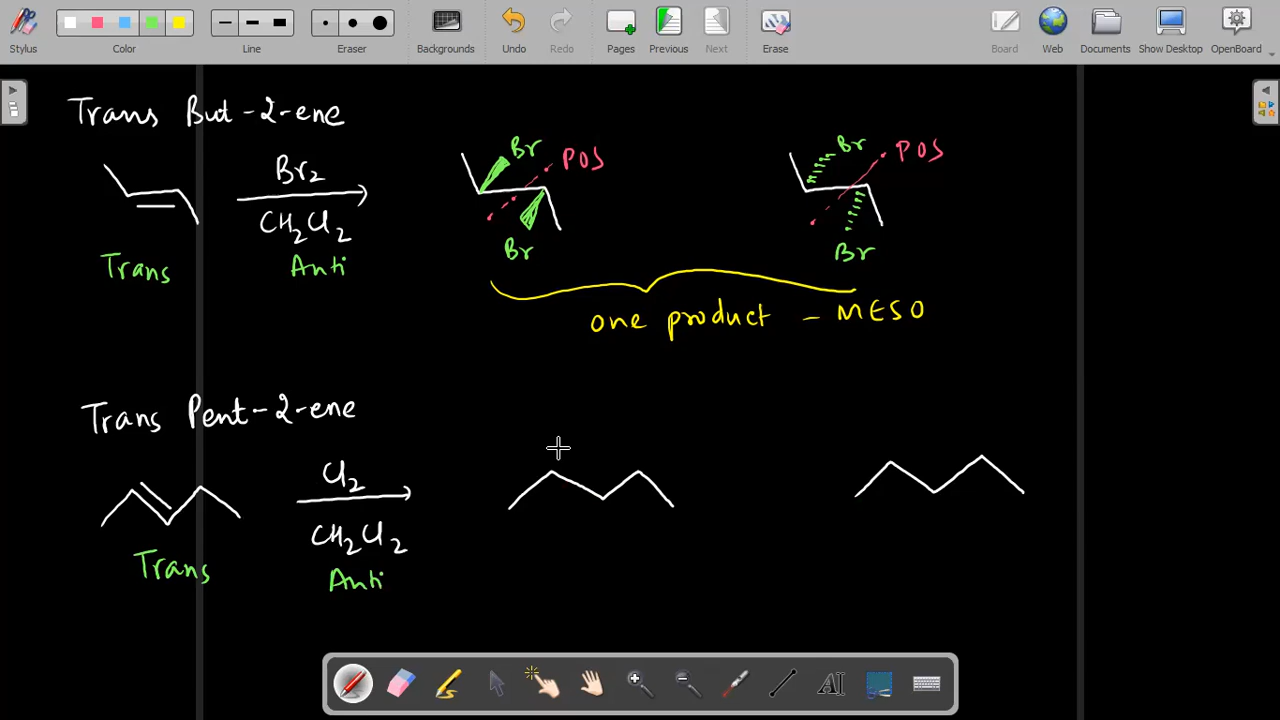 Stylus Color Line Eraser Backgrounds Undo Redo Pages Previous Next Erase Board Web Documents Show Desktop OpenBoard
Trans But-2-ene
Br2
CH2Cl2
Trans
Anti
Br
POS
Br
Br
POS
Br
one product - MESO
Trans Pent-2-ene
Cl2
CH2Cl2
Trans
Anti
AI